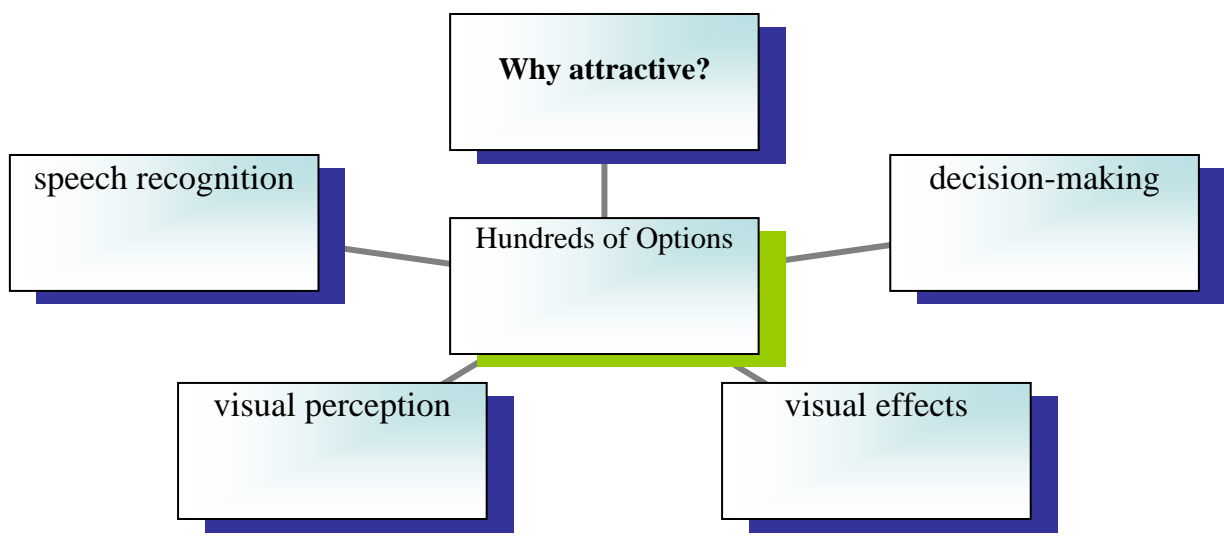 Why attractive?
speech recognition
decision-making
Hundreds of Options
visual perception
visual effects